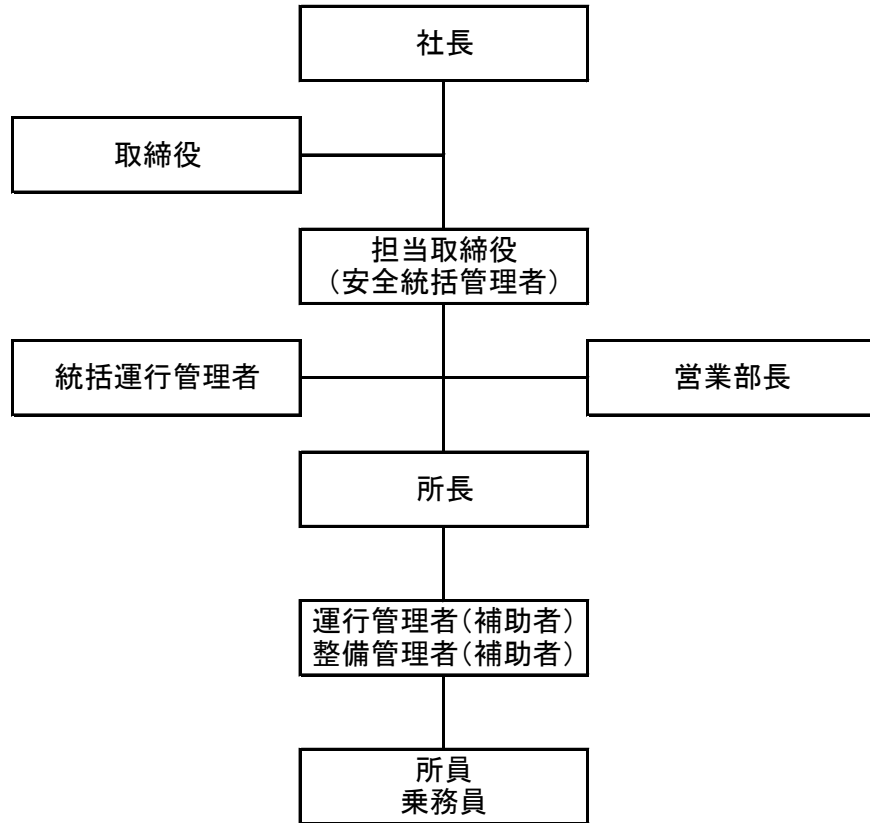 社長
取締役
担当取締役
（安全統括管理者）
統括運行管理者
営業部長
所長
運行管理者（補助者）
整備管理者（補助者）
所員
乗務員